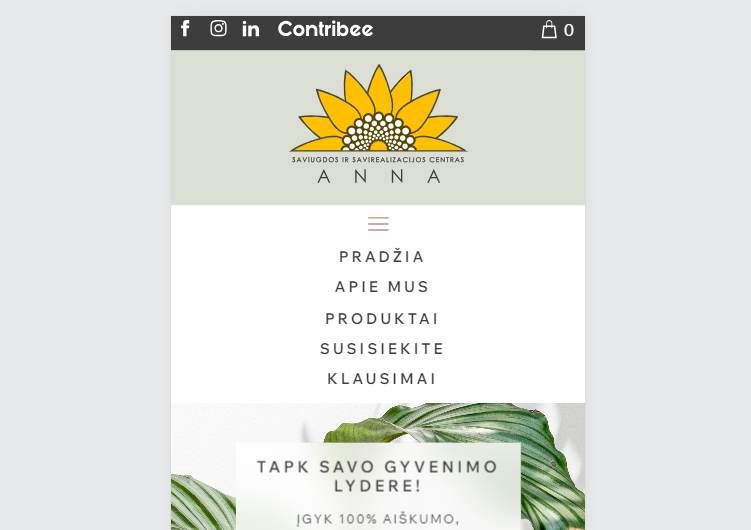 Contribee
0
SAVIUGDOS IR SAVIREALIZACIJOS CENTRAS
ANNA
PRADŽIA
APIE MUS
PRODUKTAI
SUSISIEKITE
KLAUSIMAI
TAPK SAVO GYVENIMO
LYDERE!
ĮGYK 100% AIŠKUMO,